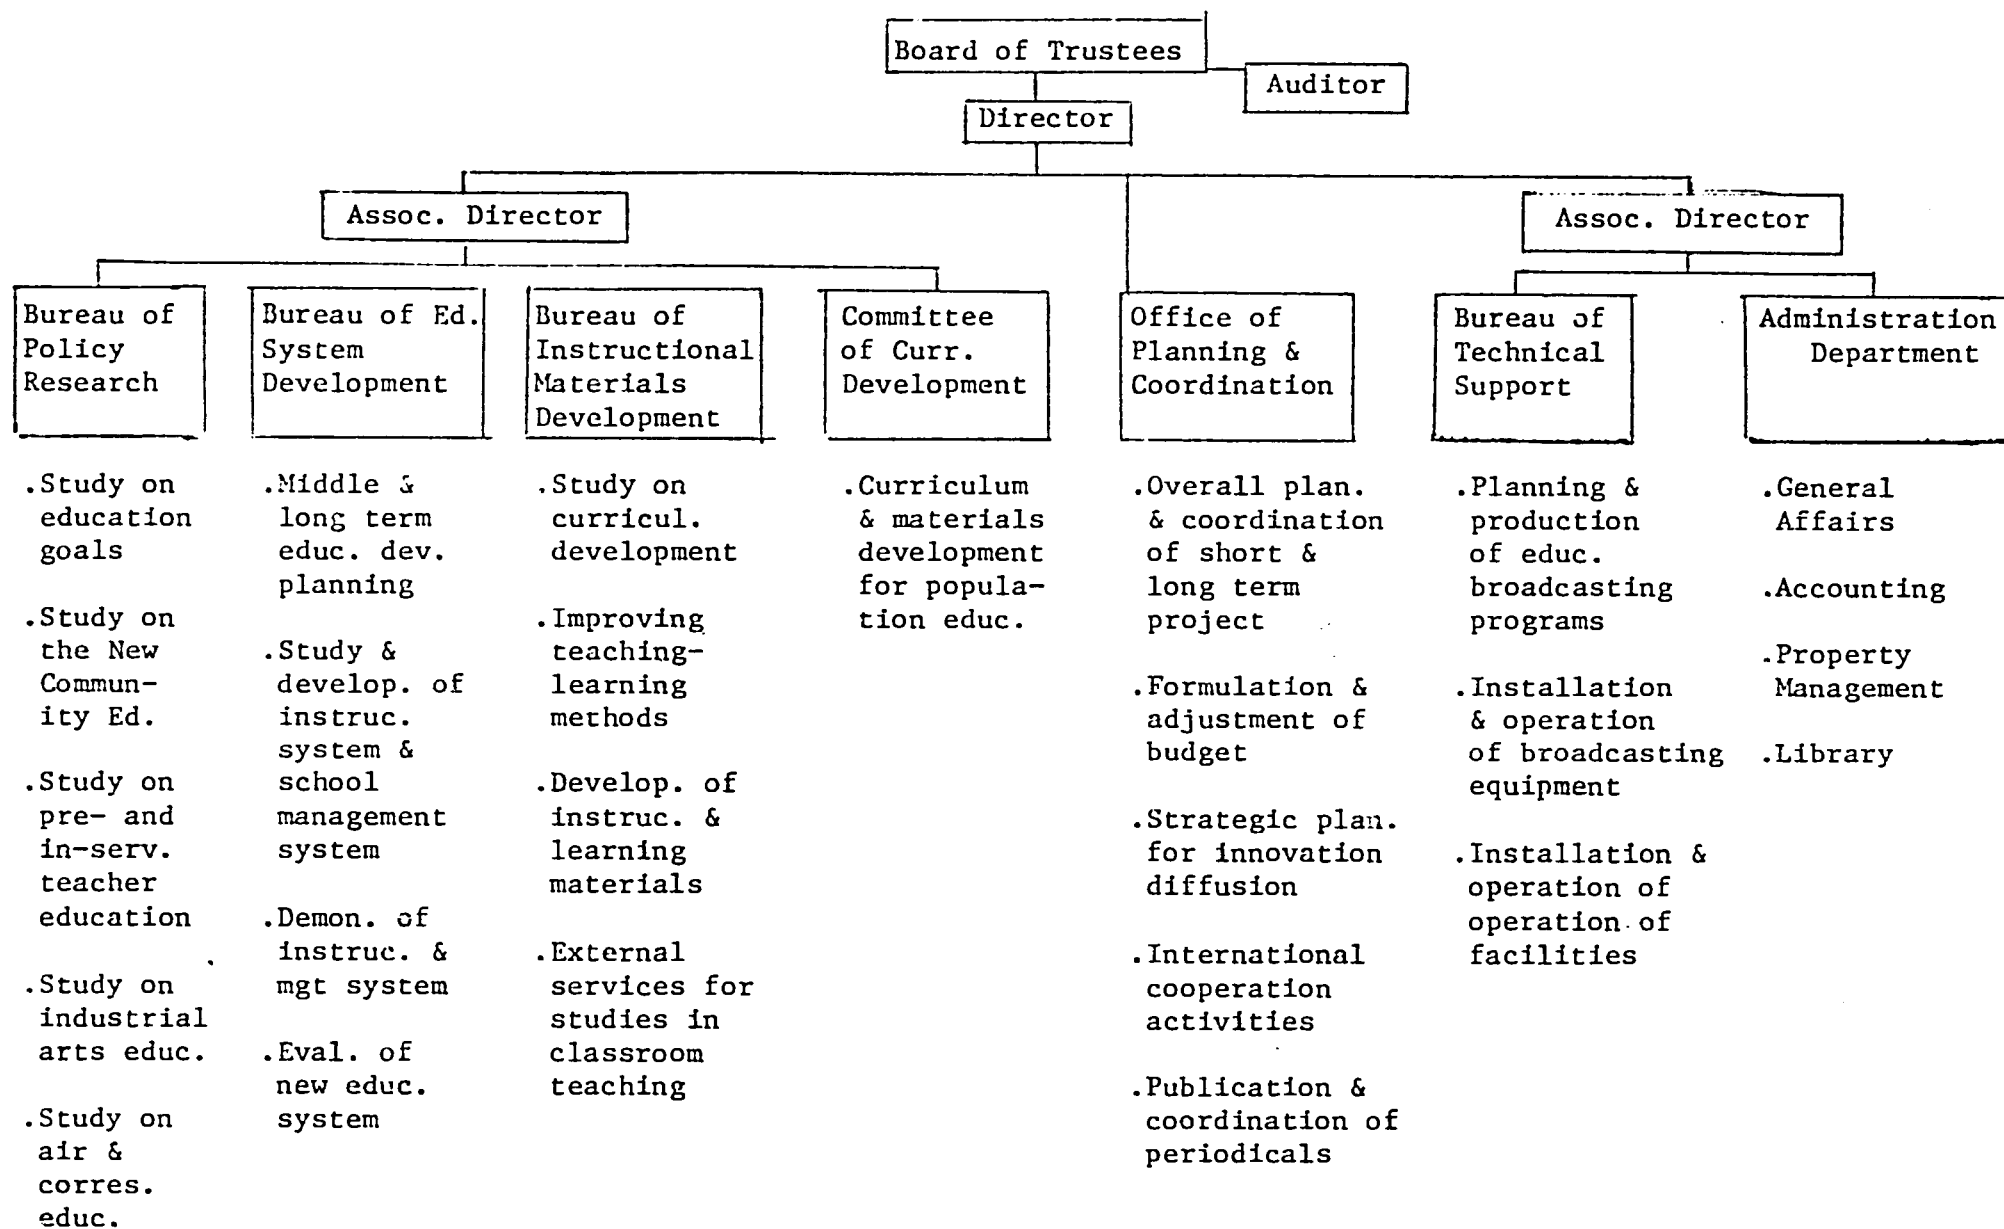 Board of Trustees
Auditor
Director
Assoc. Director
Assoc. Director
Bureau of
Policy
Research
Bureau of Ed.
System
Development
Bureau of
Instructional
Materials
Development
Committee
of Curr.
Development
Office of
Planning &
Coordination
Bureau of
Technical
Support
Administration
Department
.Study on
education
goals
.Study on
the New
Commun-
ity Ed.
.Study on
pre- and
in-serv.
teacher
education
.Study on
industrial
arts educ.
.Study on
air &
corres.
educ.
.Middle &
long term
educ. dev.
planning
.Study &
develop. of
instruc.
system &
school
management
system
.Demon. of
instruc. &
mgt system
.Eval. of
new educ.
system
.Study on
curricul.
development
.Improving
teaching-
learning
methods
.Develop. of
instruc. &
learning
materials
.External
services for
studies in
classroom
teaching
.Curriculum
& materials
development
for popula-
tion educ.
.Overall plan.
& coordination
of short &
long term
project
.Formulation &
adjustment of
budget
.Strategic plan.
for innovation
diffusion
.International
cooperation
activities
.Publication &
coordination of
periodicals
.Planning &
production
of educ.
broadcasting
programs
.Installation
& operation
of broadcasting
equipment
.Installation &
operation of
operation of
facilities
.General
Affairs
.Accounting
.Property
Management
.Library